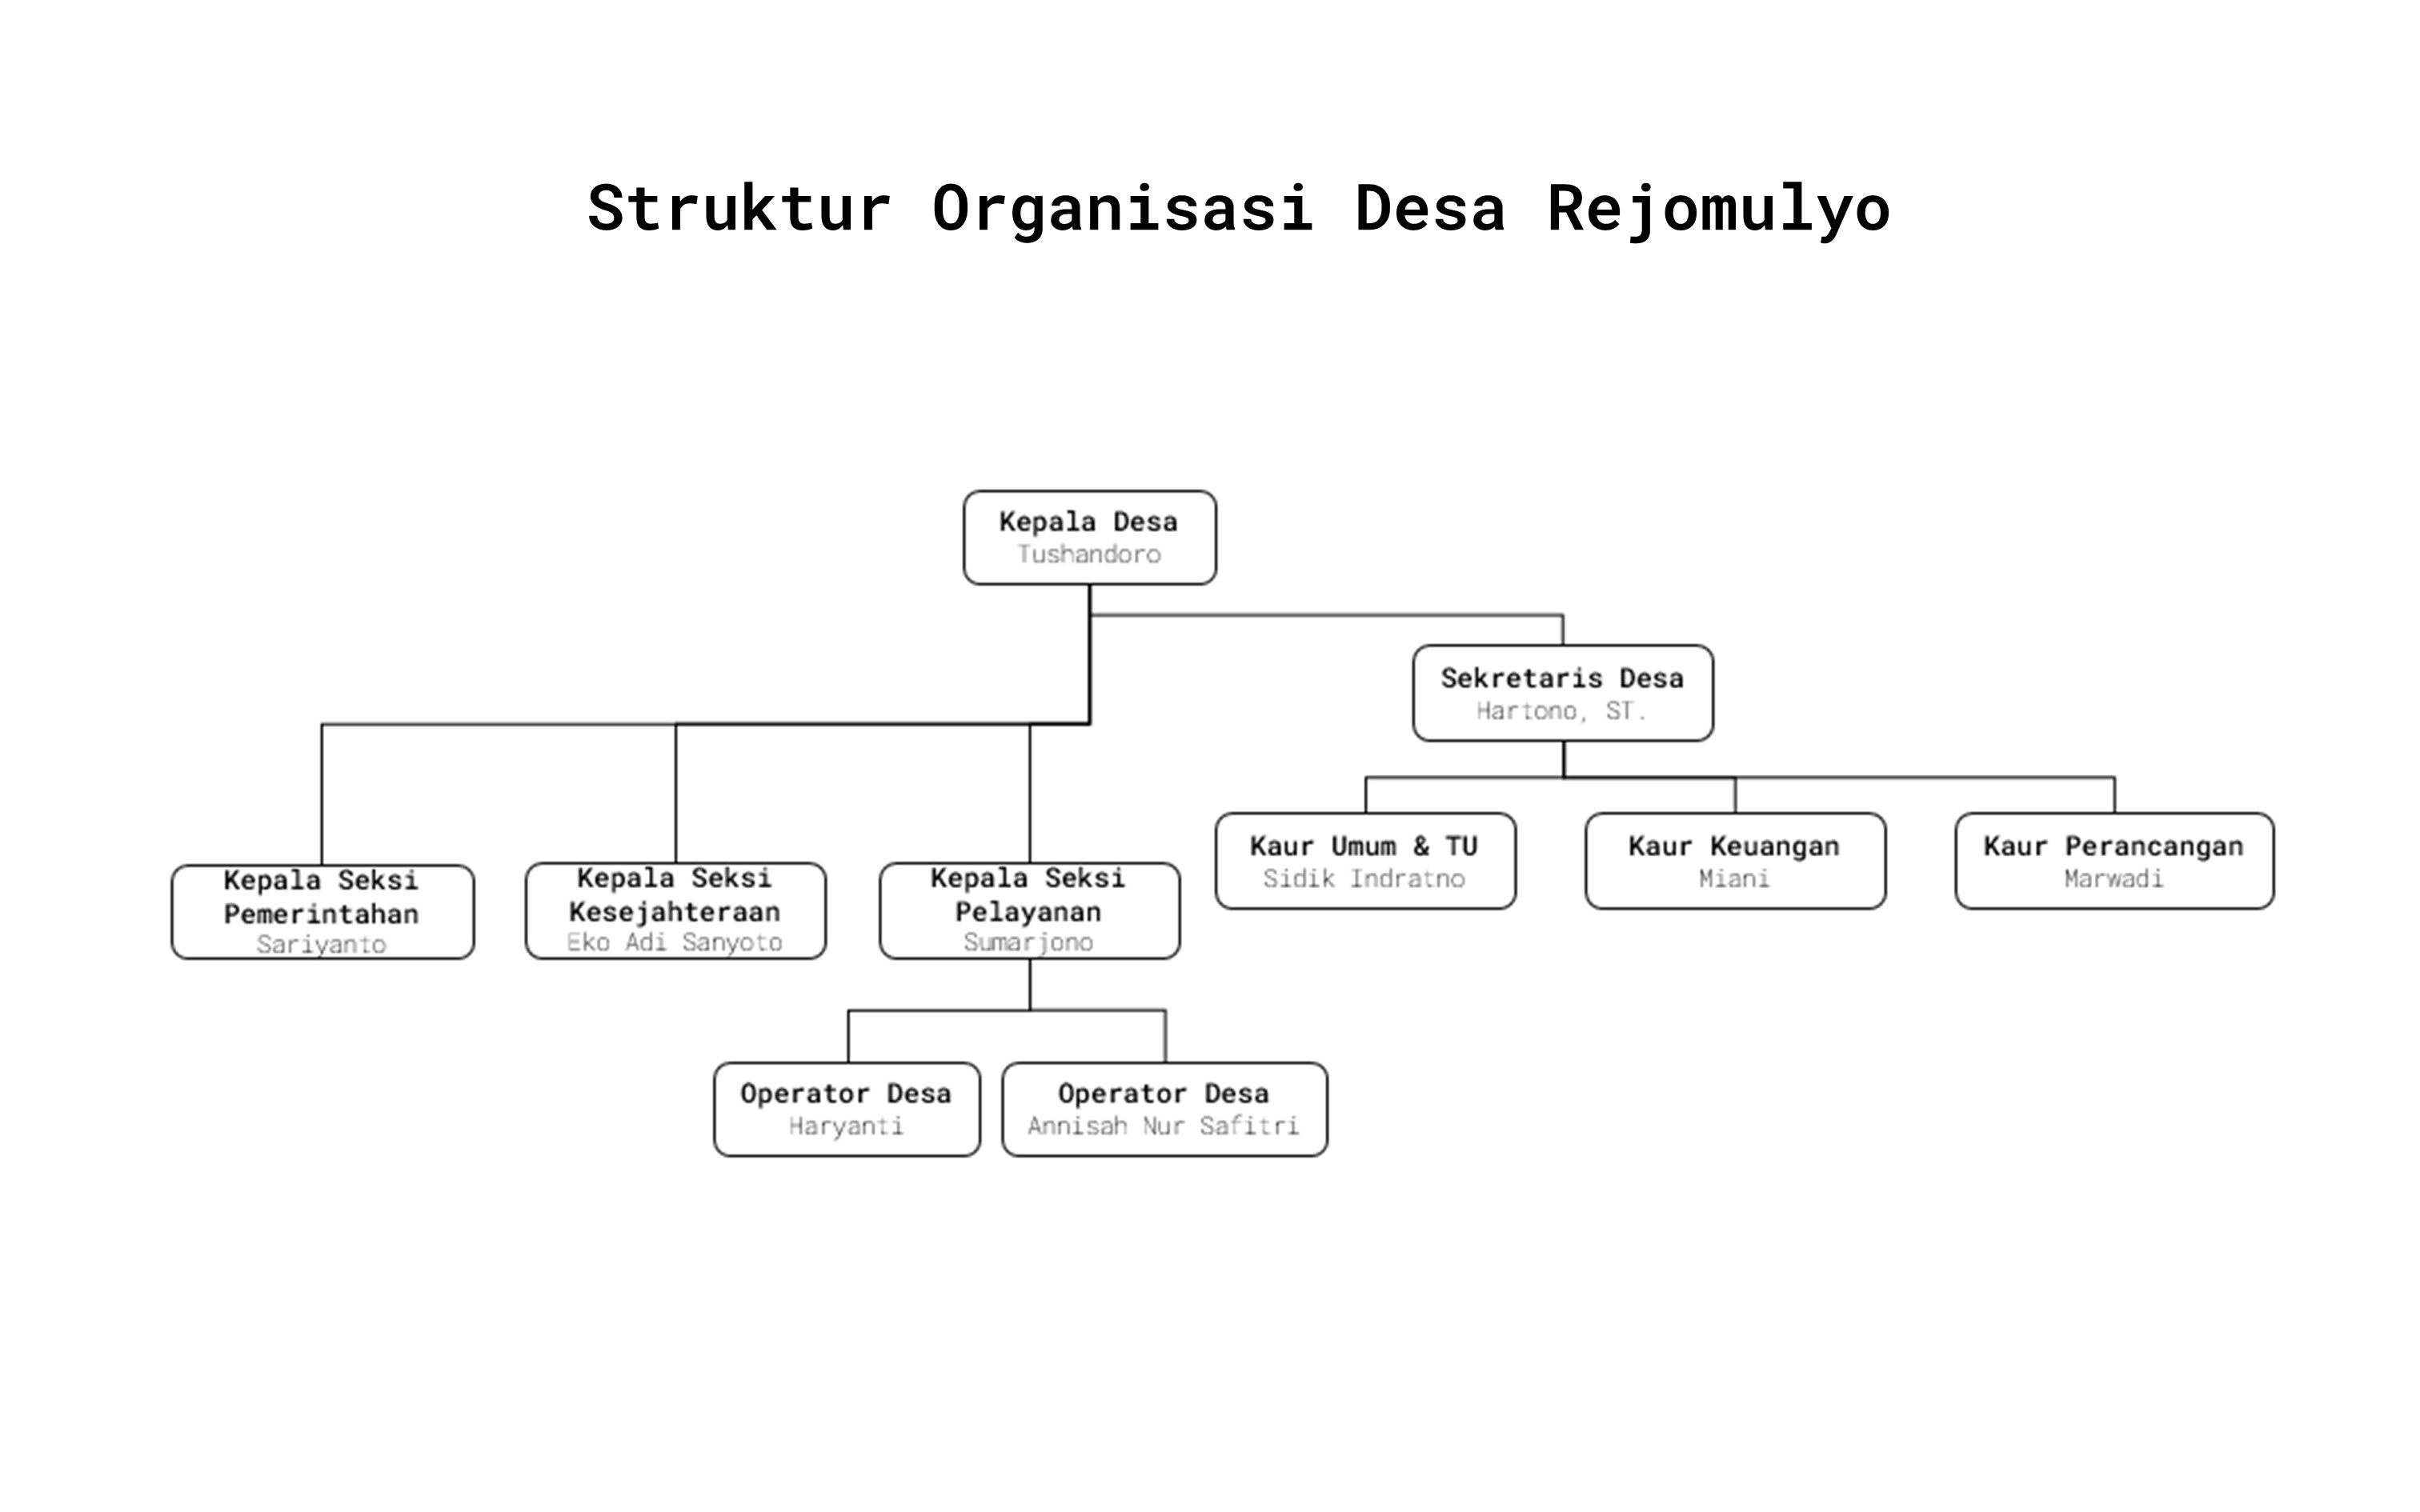 Struktur Organisasi Desa Rejomulyo
Kepala Desa
Tushandoro
Sekretaris Desa
Hartono, ST.
Kepala Seksi
Pemerintahan
Sariyanto
Kepala Seksi
Kesejahteraan
Eko Adi Sanyoto
Kepala Seksi
Pelayanan
Sumarjono
Kaur Umum & TU
Sidik Indratno
Kaur Keuangan
Miani
Kaur Perancangan
Marwadi
Operator Desa
Haryanti
Operator Desa
Annisah Nur Safitri